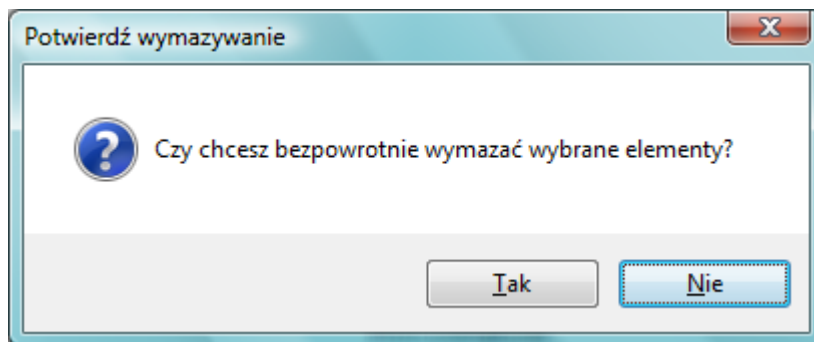 Potwierdź wymazywanie
Czy chcesz bezpowrotnie wymazać wybrane elementy?
Tak
Nie